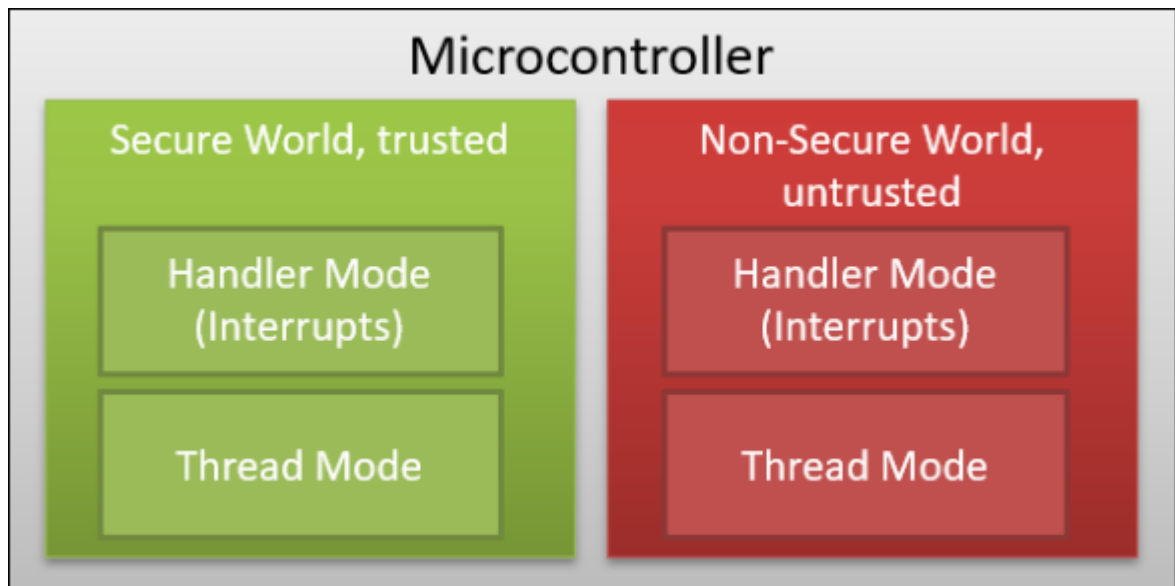 Microcontroller
Secure World, trusted
Handler Mode
(Interrupts)
Thread Mode
Non-Secure World,
untrusted
Handler Mode
(Interrupts)
Thread Mode